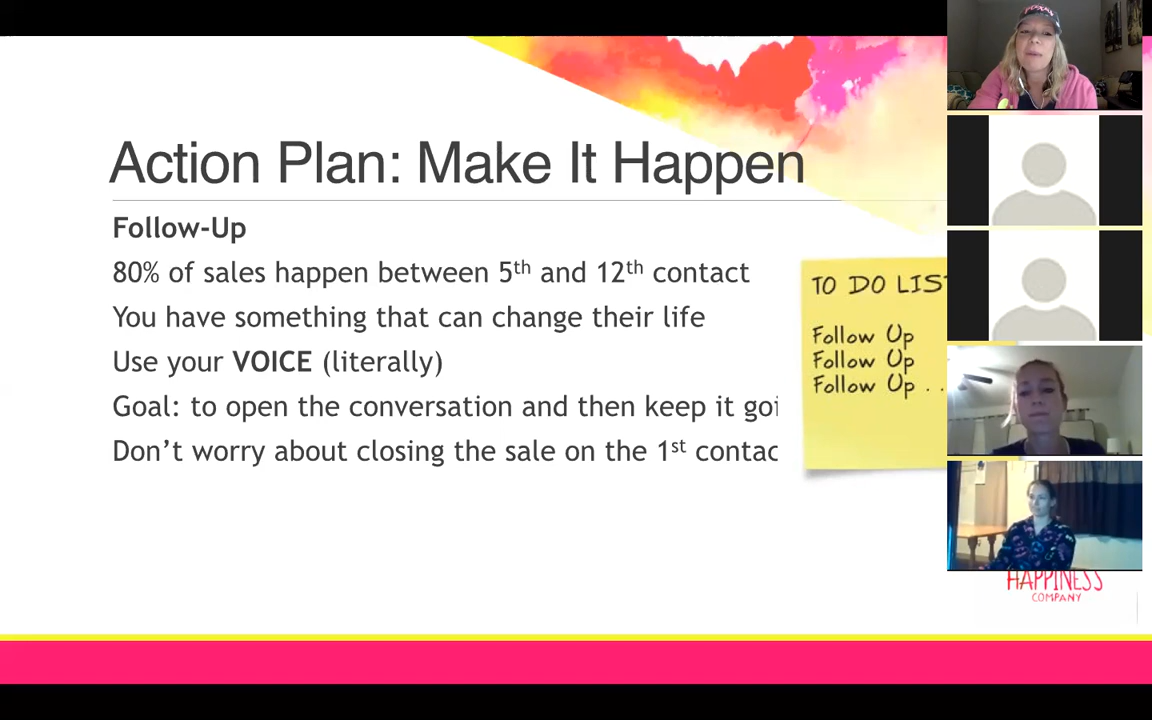 Action Plan: Make It Happen
Follow-Up
80% of sales happen between 5th and 12th contact
You have something that can change their life
Use your VOICE (literally)
Goal: to open the conversation and then keep it goi
Don't worry about closing the sale on the 1st contac
TO DO LIST
Follow Up
Follow Up
Follow Up . .
HAPPINESS
COMPANY